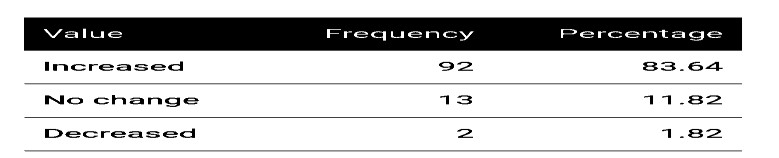 Value Frequency Percentage
Increased 92 83.64
No change 13 11.82
Decreased 2 1.82